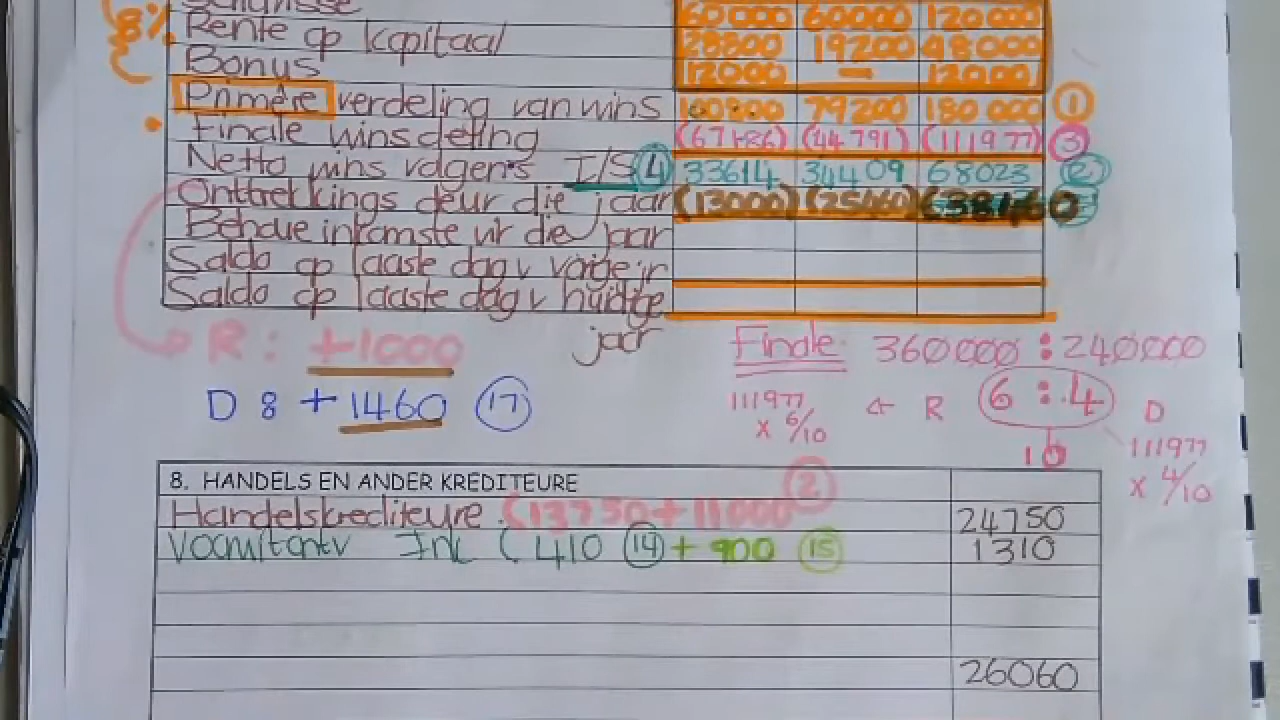 60000 60000 120000
8% Rente op kapitaal 28800 19200 48000
Bonus 12000 - 12000
Primêre verdeling van wins 100800 79200 180 000 1
Finale winsdeling (67186) (44 791) (111977) 3
Netto wins volgens I/S 4 33614 34409 68023 2
Onttrekkings deur die jaar (13000) (25460)
Behoue inkomste vir die jaar
Saldo op laaste dag v vorige jr
Saldo op laaste dag v huidige
jaar
R: +1000
Finale: 360000 : 240000
D 8 + 1460 17
111977 x 6/10 ← R 6 : 4 D
10
111977 x 4/10
8. HANDELS EN ANDER KREDITEURE
Handelskrediteure (13750 + 11000 2 24750
Vooruitontv Ink (410 14 + 900 15 1310
26060